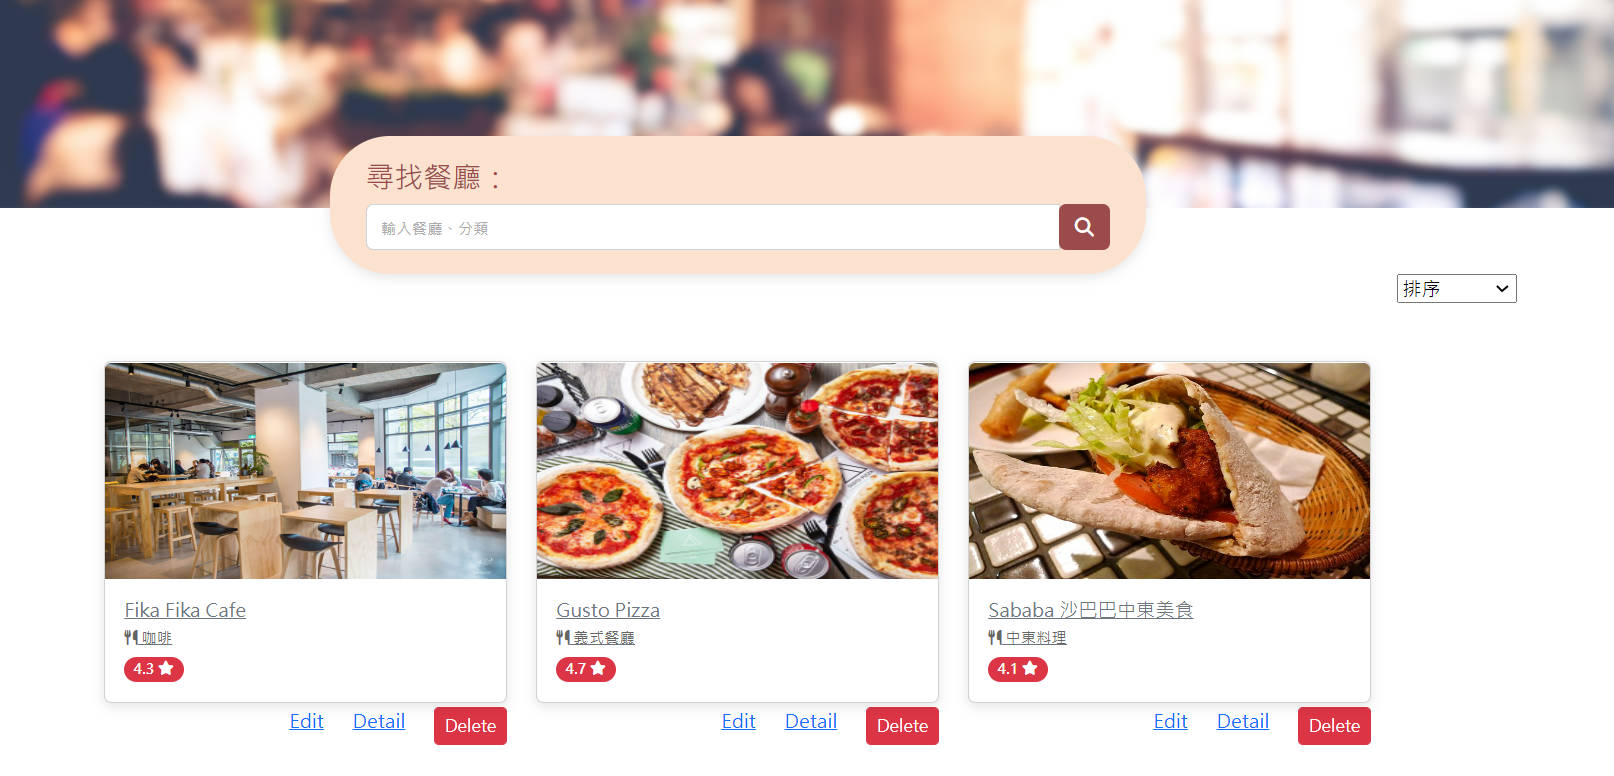 尋找餐廳：
輸入餐廳、分類
排序
Fika Fika Cafe
咖啡
4.3
Edit Detail Delete
Gusto Pizza
義式餐廳
4.7
Edit Detail Delete
Sababa 沙巴巴中東美食
中東料理
4.1
Edit Detail Delete